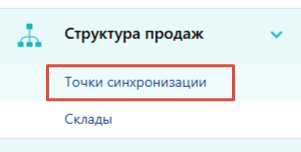 Структура продаж
Точки синхронизации
Склады